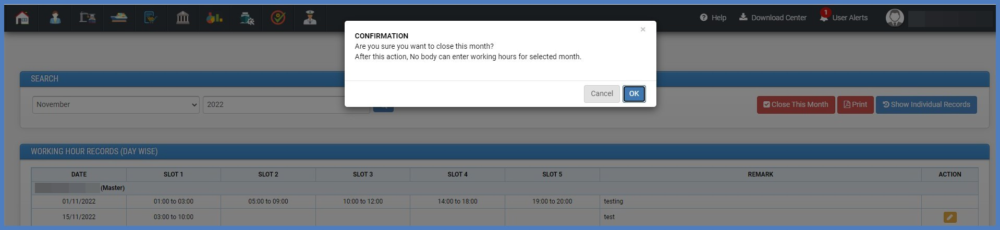 Help Download Center 1 User Alerts
×
CONFIRMATION
Are you sure you want to close this month?
After this action, No body can enter working hours for selected month.
Cancel OK
SEARCH
November 2022 Close This Month Print Show Individual Records
WORKING HOUR RECORDS (DAY WISE)
DATE SLOT 1 SLOT 2 SLOT 3 SLOT 4 SLOT 5 REMARK ACTION
(Master)
01/11/2022 01:00 to 03:00 05:00 to 09:00 10:00 to 12:00 14:00 to 18:00 19:00 to 20:00 testing
15/11/2022 03:00 to 10:00 test